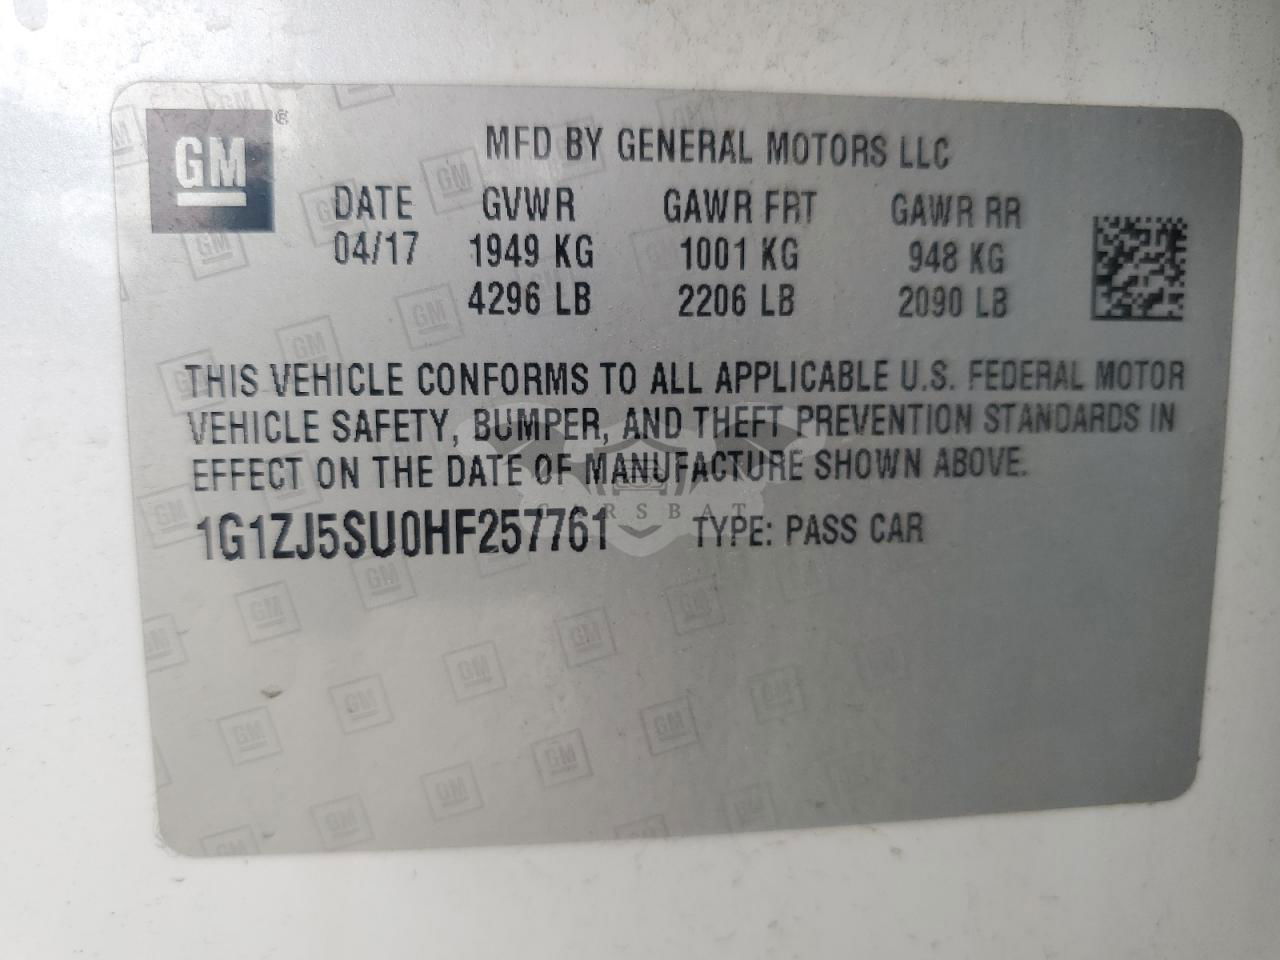 GM ®
MFD BY GENERAL MOTORS LLC
DATE GVWR GAWR FRT GAWR RR
04/17 1949 KG 1001 KG 948 KG
4296 LB 2206 LB 2090 LB
THIS VEHICLE CONFORMS TO ALL APPLICABLE U.S. FEDERAL MOTOR
VEHICLE SAFETY, BUMPER, AND THEFT PREVENTION STANDARDS IN
EFFECT ON THE DATE OF MANUFACTURE SHOWN ABOVE.
CARSBAT
1G1ZJ5SU0HF257761 TYPE: PASS CAR